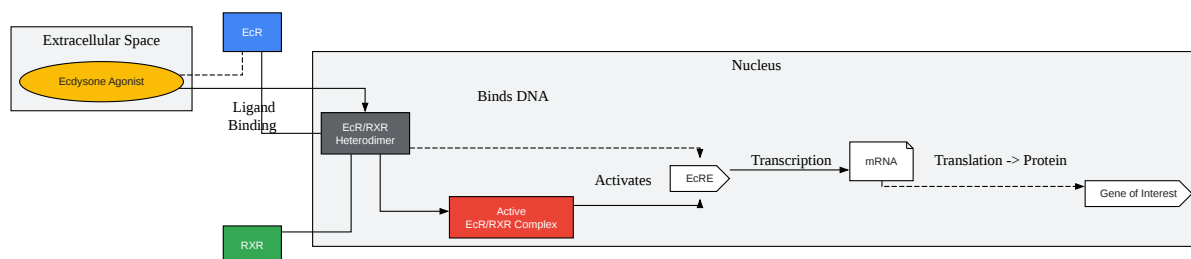 EcR
Extracellular Space
Ecdysone Agonist
Nucleus
Ligand
Binding
Binds DNA
EcR/RXR
Heterodimer
Transcription
mRNA
Translation -> Protein
Activates
EcRE
Gene of Interest
Active
EcR/RXR Complex
RXR